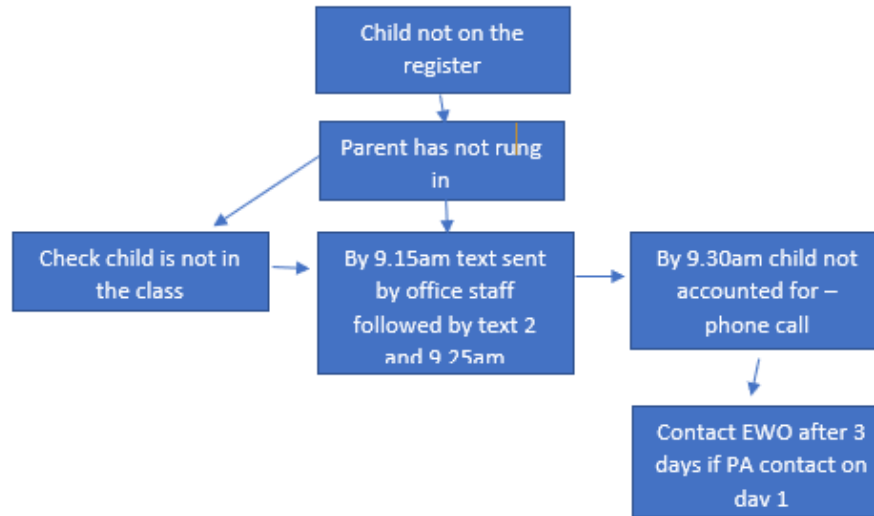 Child not on the
register
Parent has not rung
in
Check child is not in
the class
By 9.15am text sent
by office staff
followed by text 2
and 9.25am
By 9.30am child not
accounted for –
phone call
Contact EWO after 3
days if PA contact on
day 1